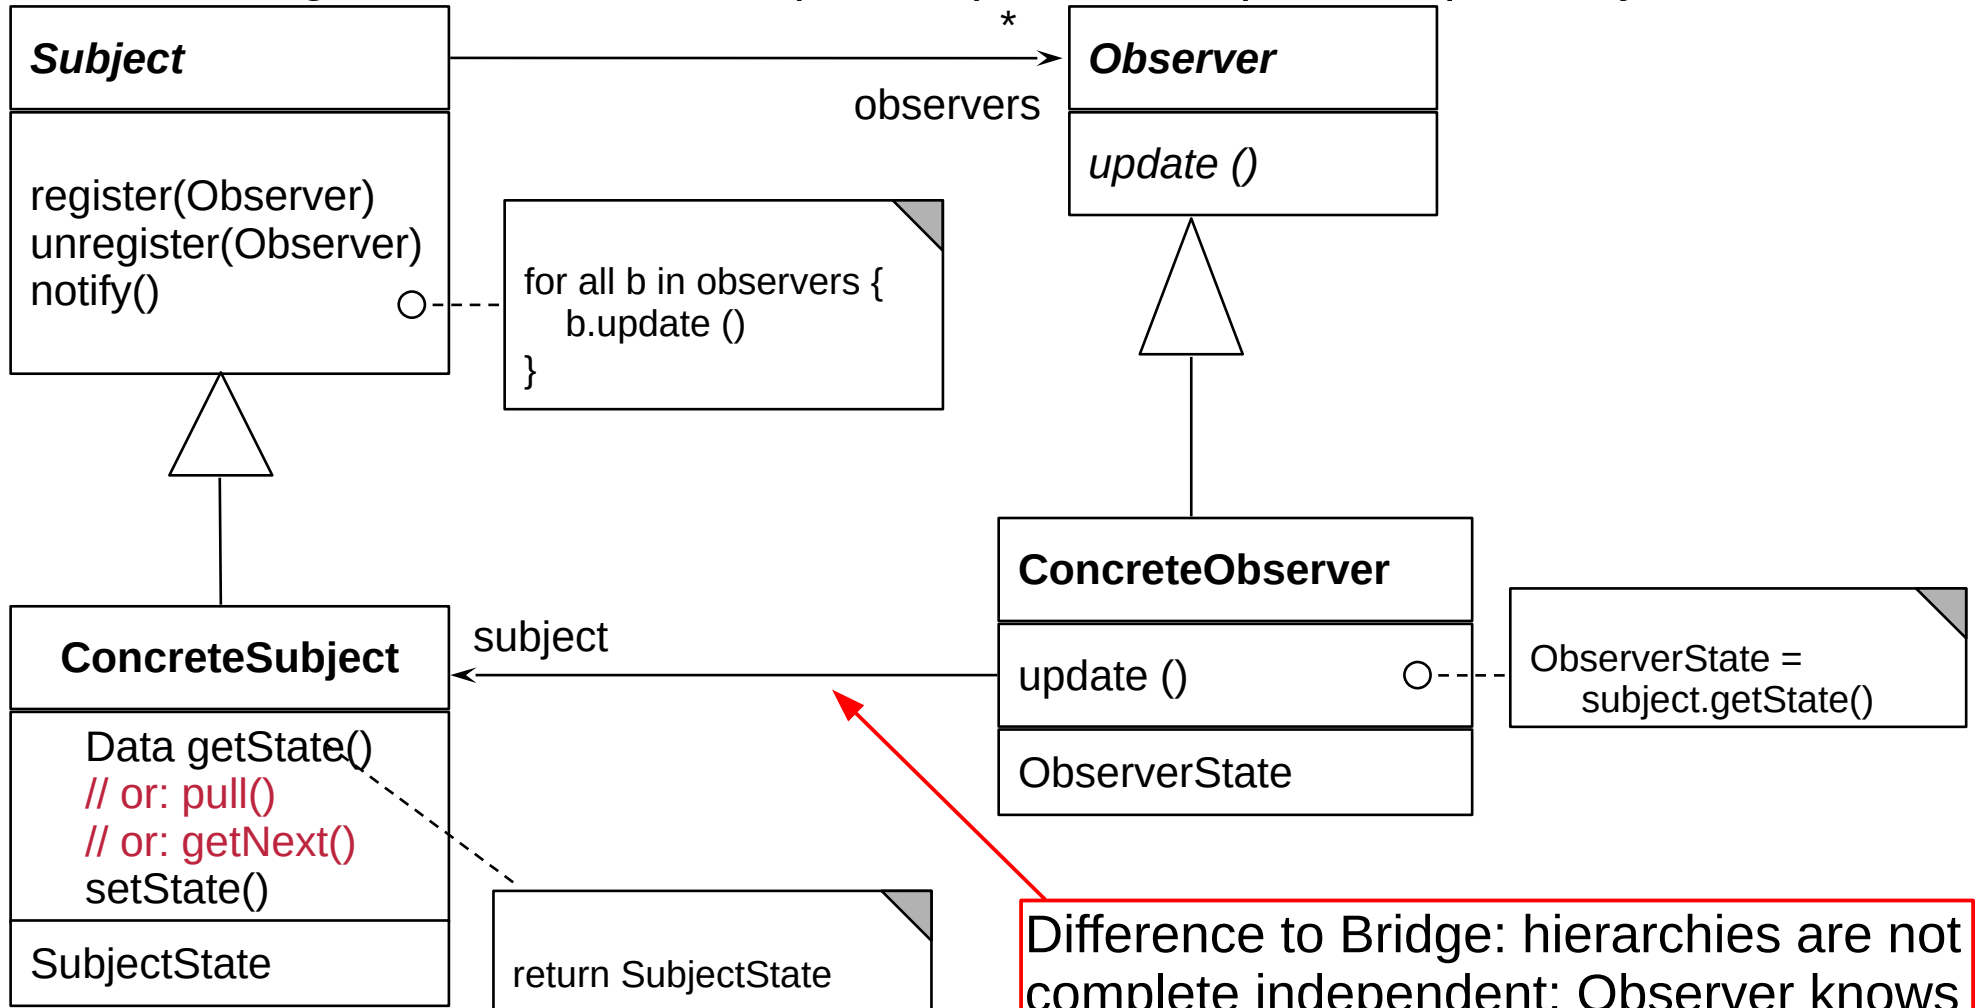 *
Subject
Observer
observers
update ()
register(Observer)
unregister(Observer)
notify()
for all b in observers {
b.update ()
}
ConcreteObserver
subject
ConcreteSubject
update ()
ObserverState =
subject.getState()
Data getState()
// or: pull()
// or: getNext()
setState()
ObserverState
SubjectState
return SubjectState
Difference to Bridge: hierarchies are not
complete independent; Observer knows